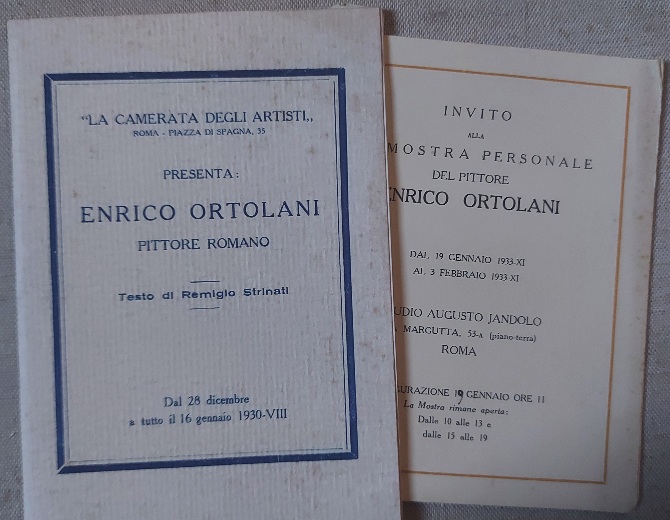 "LA CAMERATA DEGLI ARTISTI„
ROMA - PIAZZA DI SPAGNA, 35
PRESENTA:
ENRICO ORTOLANI
PITTORE ROMANO
Testo di Remigio Strinati
Dal 28 dicembre
a tutto il 16 gennaio 1930-VIII
INVITO
ALLA
MOSTRA PERSONALE
DEL PITTORE
NRICO ORTOLANI
DAL 19 GENNAIO 1933-XI
AL 3 FEBBRAIO 1933-XI
UDIO AUGUSTO JANDOLO
MARGUTTA, 53-A (piano terra)
ROMA
URAZIONE 19 GENNAIO ORE 11
La Mostra rimane aperta:
Dalle 10 alle 13 e
dalle 15 alle 19